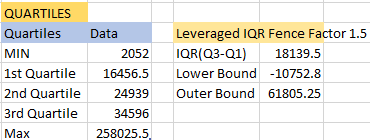 QUARTILES
Quartiles Data Leveraged IQR Fence Factor 1.5
MIN 2052 IQR(Q3-Q1) 18139.5
1st Quartile 16456.5 Lower Bound -10752.8
2nd Quartile 24939 Outer Bound 61805.25
3rd Quartile 34596
Max 258025.5